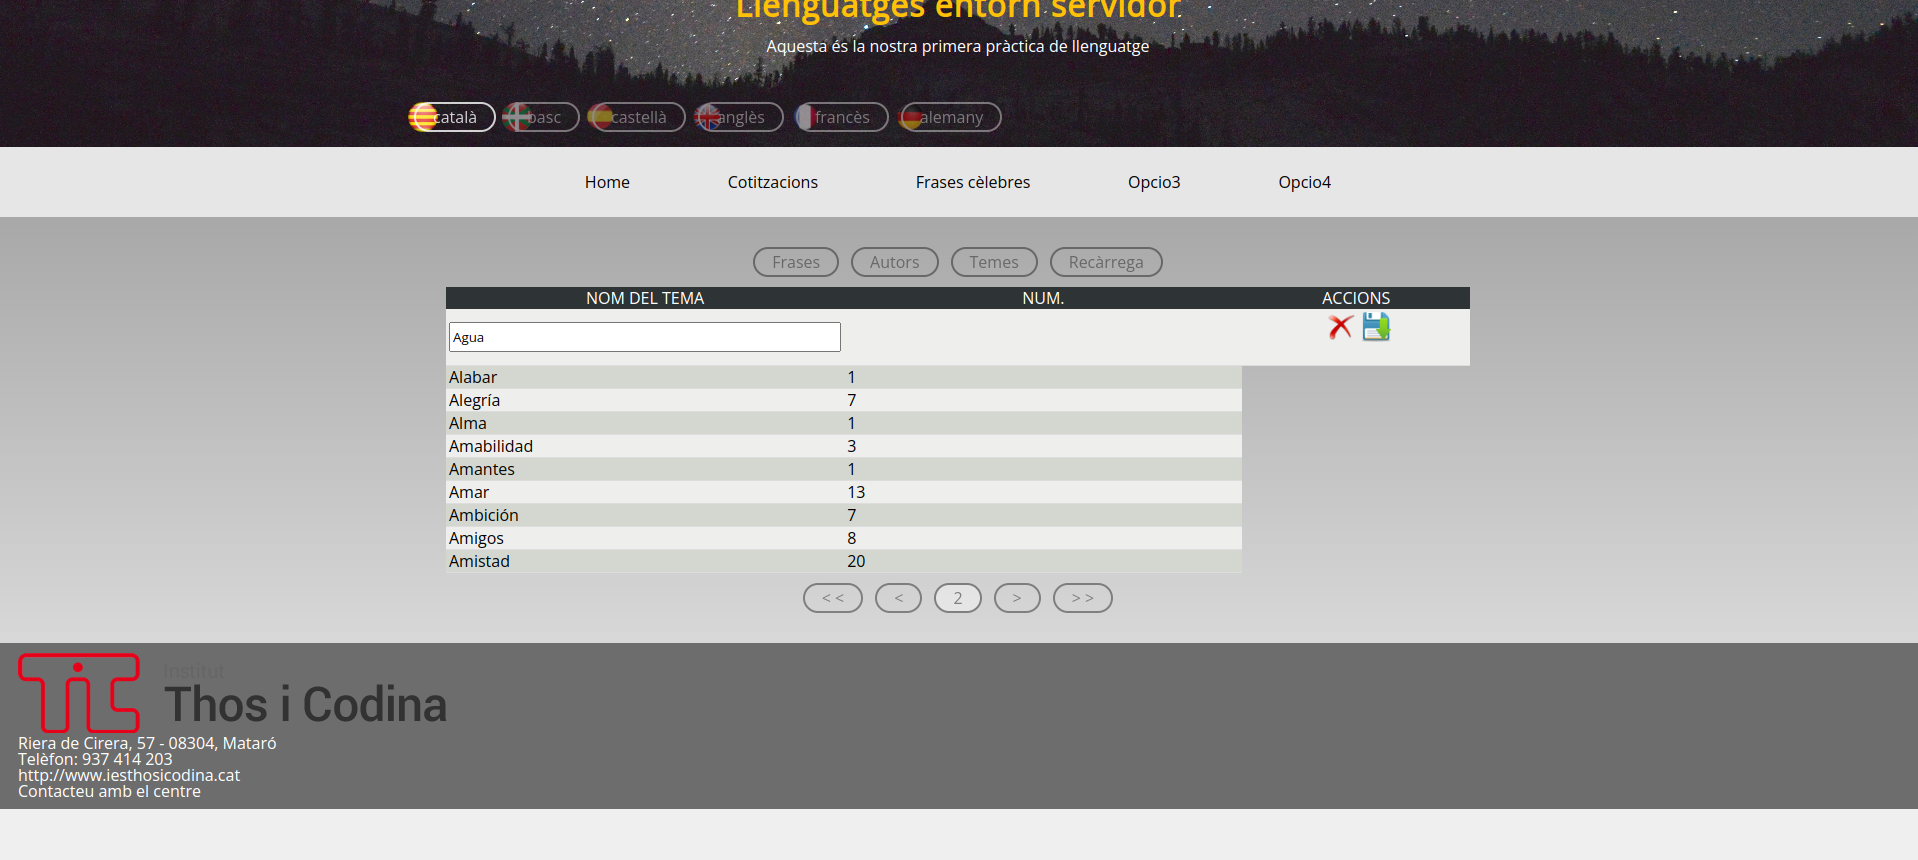 Llenguatges entorn servidor
Aquesta és la nostra primera pràctica de llenguatge
català basc castellà anglès francès alemany
Home Cotitzacions Frases cèlebres Opcio3 Opcio4
Frases Autors Temes Recàrrega
NOM DEL TEMA NUM. ACCIONS
Agua
Alabar 1
Alegría 7
Alma 1
Amabilidad 3
Amantes 1
Amar 13
Ambición 7
Amigos 8
Amistad 20
< < < 2 > > >
Institut
Thos i Codina
Riera de Cirera, 57 - 08304, Mataró
Telèfon: 937 414 203
http://www.iesthosicodina.cat
Contacteu amb el centre